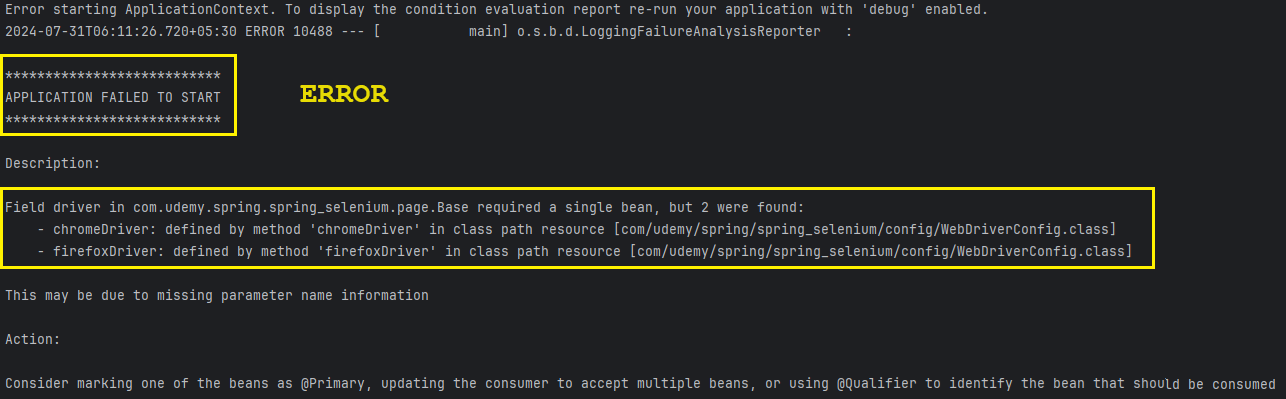 Error starting ApplicationContext. To display the condition evaluation report re-run your application with 'debug' enabled.
2024-07-31T06:11:26.720+05:30 ERROR 10488 --- [           main] o.s.b.d.LoggingFailureAnalysisReporter   :
***************************
APPLICATION FAILED TO START
***************************
ERROR
Description:
Field driver in com.udemy.spring.spring_selenium.page.Base required a single bean, but 2 were found:
    - chromeDriver: defined by method 'chromeDriver' in class path resource [com/udemy/spring/spring_selenium/config/WebDriverConfig.class]
    - firefoxDriver: defined by method 'firefoxDriver' in class path resource [com/udemy/spring/spring_selenium/config/WebDriverConfig.class]
This may be due to missing parameter name information
Action:
Consider marking one of the beans as @Primary, updating the consumer to accept multiple beans, or using @Qualifier to identify the bean that should be consumed